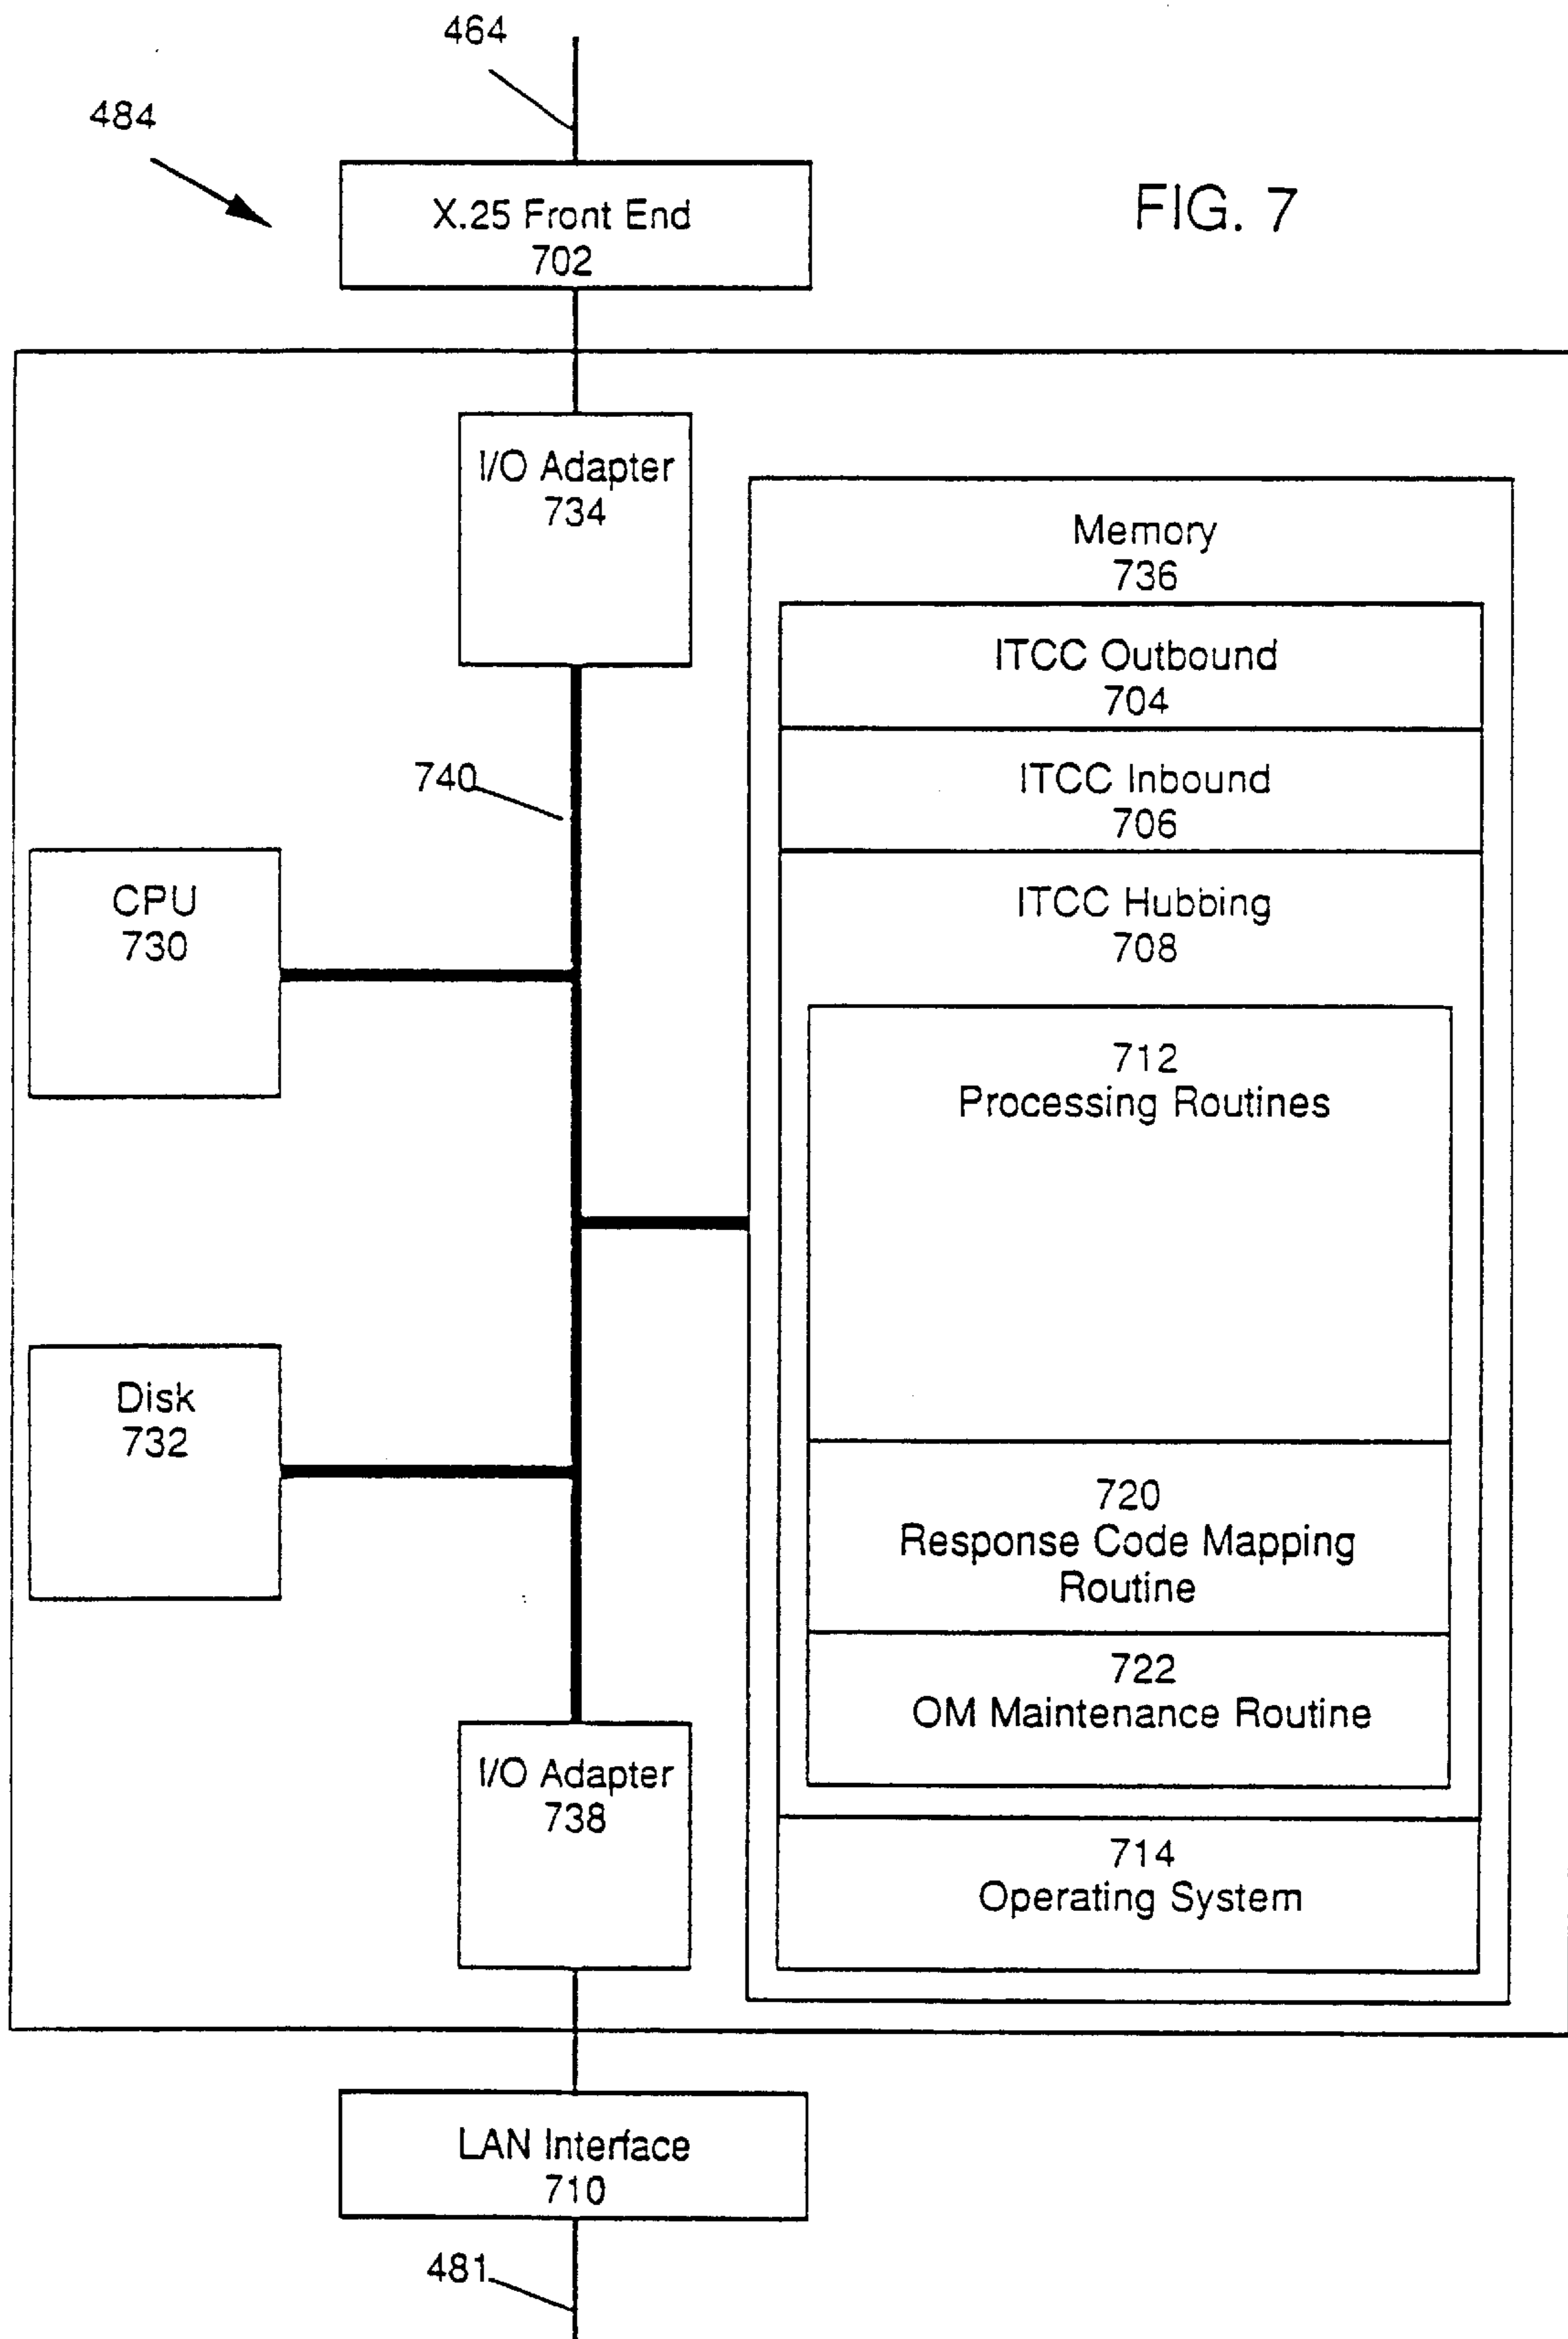 464
484
X.25 Front End
702
FIG. 7
I/O Adapter
734
Memory
736
ITCC Outbound
704
740
ITCC Inbound
706
CPU
730
ITCC Hubbing
708
712
Processing Routines
Disk
732
720
Response Code Mapping
Routine
722
OM Maintenance Routine
I/O Adapter
738
714
Operating System
LAN Interface
710
481